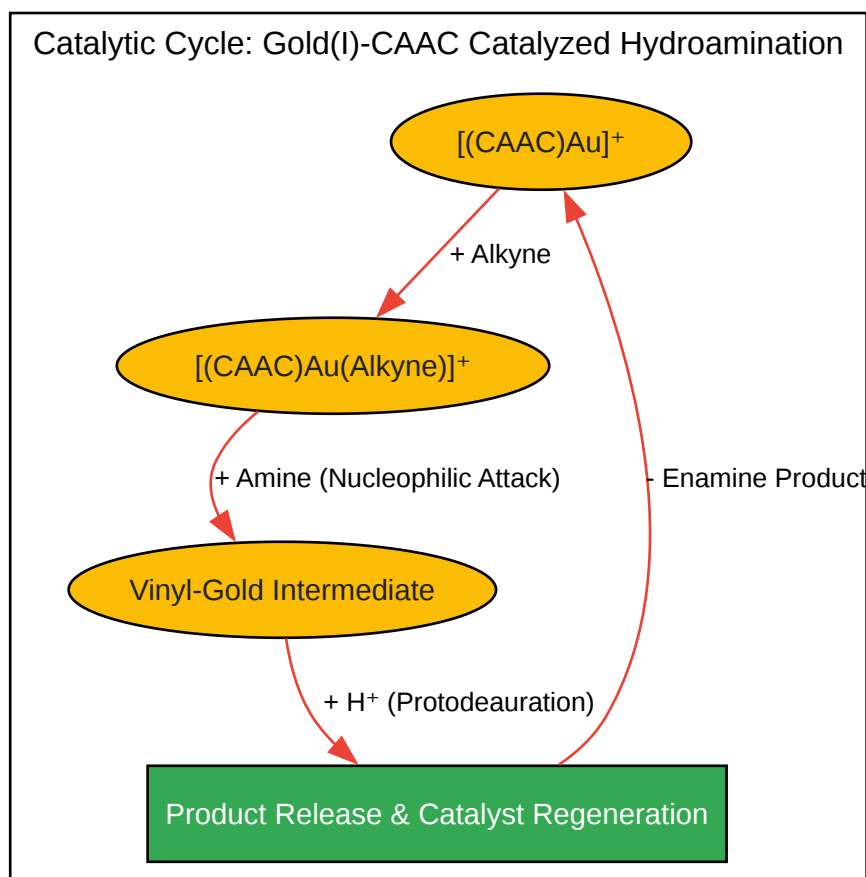 Catalytic Cycle: Gold(I)-CAAC Catalyzed Hydroamination
[(CAAC)Au]⁺
+ Alkyne
[(CAAC)Au(Alkyne)]⁺
+ Amine (Nucleophilic Attack)
- Enamine Product
Vinyl-Gold Intermediate
+ H⁺ (Protodeauration)
Product Release & Catalyst Regeneration